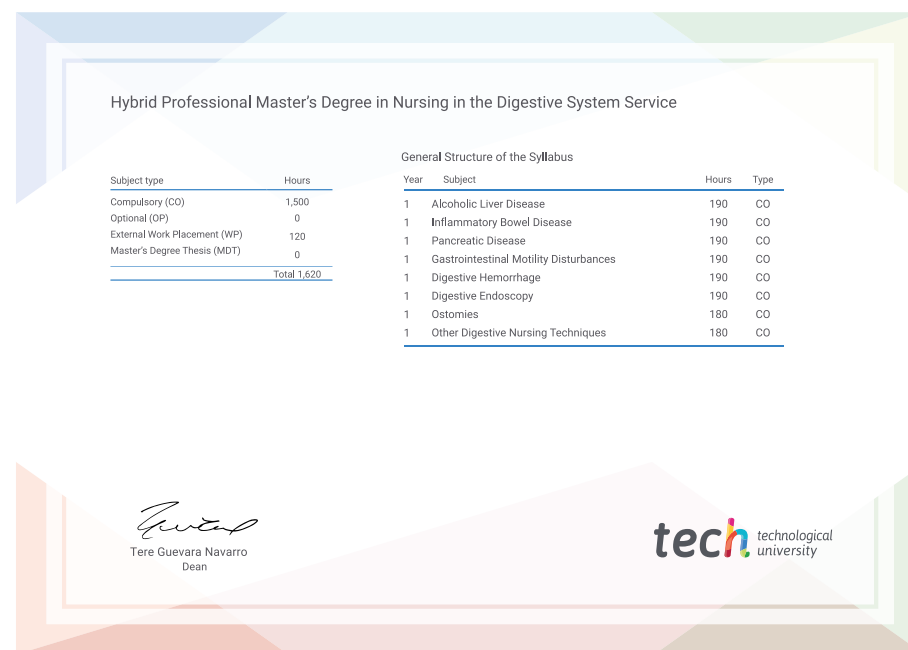 Hybrid Professional Master's Degree in Nursing in the Digestive System Service
Subject type Hours
Compulsory (CO) 1,500
Optional (OP) 0
External Work Placement (WP) 120
Master's Degree Thesis (MDT) 0
Total 1,620
General Structure of the Syllabus
Year Subject Hours Type
1 Alcoholic Liver Disease 190 CO
1 Inflammatory Bowel Disease 190 CO
1 Pancreatic Disease 190 CO
1 Gastrointestinal Motility Disturbances 190 CO
1 Digestive Hemorrhage 190 CO
1 Digestive Endoscopy 190 CO
1 Ostomies 180 CO
1 Other Digestive Nursing Techniques 180 CO
Tere Guevara Navarro
Dean
tech technological
university